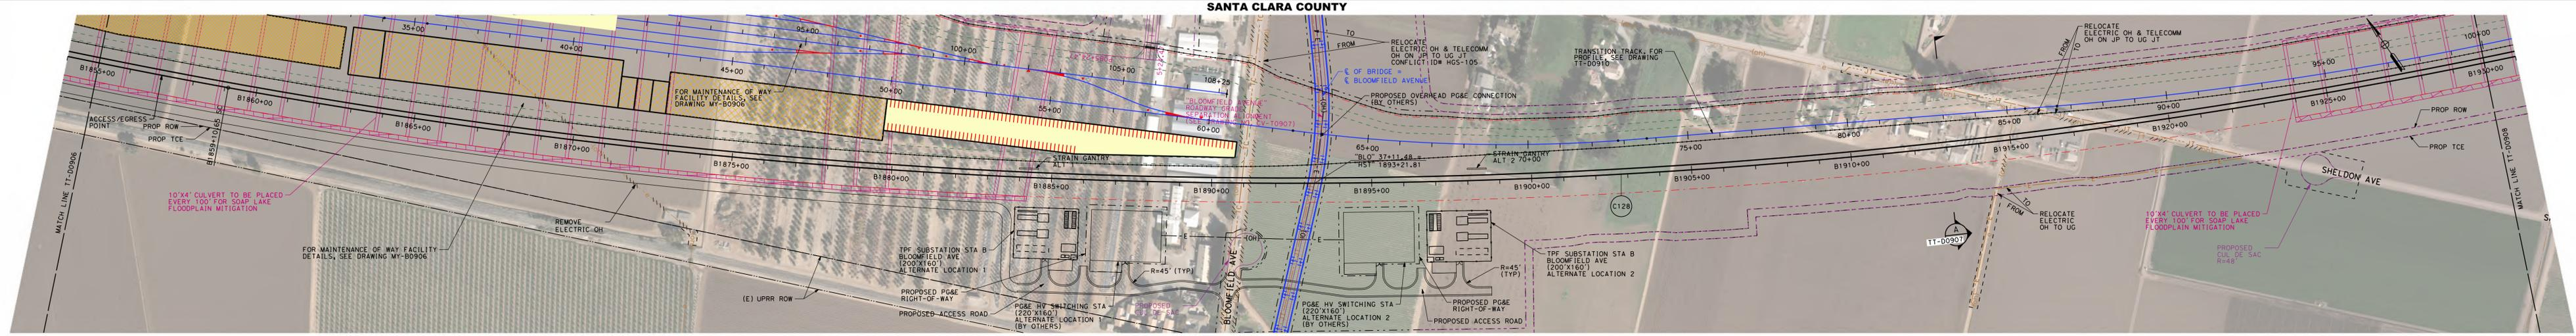 SANTA CLARA COUNTY
35+00
40+00
45+00
50+00
55+00
60+00
65+00
70+00
75+00
80+00
85+00
90+00
95+00
100+00
95+00
100+00
105+00
108+25
B1855+00
B1860+00
B1865+00
B1870+00
B1875+00
B1880+00
B1885+00
B1890+00
B1895+00
B1900+00
B1905+00
B1910+00
B1915+00
B1920+00
B1925+00
B1930+00
MATCH LINE TT-D0906
ACCESS/EGRESS
POINT
PROP ROW
PROP TCE
10'X4' CULVERT TO BE PLACED
EVERY 100' FOR SOAP LAKE
FLOODPLAIN MITIGATION
FOR MAINTENANCE OF WAY FACILITY
DETAILS, SEE DRAWING MY-B0906
REMOVE
ELECTRIC OH
FOR MAINTENANCE OF WAY
FACILITY DETAILS, SEE
DRAWING MY-B0906
(E) UPRR ROW
TPF SUBSTATION STA B
BLOOMFIELD AVE
(200'X160')
ALTERNATE LOCATION 1
PROPOSED PG&E
RIGHT-OF-WAY
PROPOSED ACCESS ROAD
PG&E HV SWITCHING STA
(220'X160')
ALTERNATE LOCATION
(BY OTHERS)
R=45' (TYP)
STRAIN GANTRY
ALT 1
"BLOOMFIELD AVENUE"
ROADWAY GRADE
SEPARATION ALIGNMENT
E
(OH)
BLOOMFIELD AVE
TO
FROM
RELOCATE
ELECTRIC OH & TELECOMM
OH ON JP TO UG JT
CONFLICT ID# HGS-105
℄ OF BRIDGE =
℄ BLOOMFIELD AVENUE
PROPOSED OVERHEAD PG&E CONNECTION
(BY OTHERS)
"BLO" 37+11.48 =
"HST" 1893+21.81
STRAIN GANTRY
ALT 2
E
PG&E HV SWITCHING STA
(220'X160')
ALTERNATE LOCATION 2
(BY OTHERS)
PROPOSED PG&E
RIGHT-OF-WAY
PROPOSED ACCESS ROAD
R=45'
(TYP)
TPF SUBSTATION STA B
BLOOMFIELD AVE
(200'X160')
ALTERNATE LOCATION 2
C128
TRANSITION TRACK, FOR
PROFILE, SEE DRAWING
TT-D0910
FROM
TO
RELOCATE
ELECTRIC OH & TELECOMM
OH ON JP TO UG JT
A
TT-D0907
TO
FROM
RELOCATE
ELECTRIC
OH TO UG
10'X4' CULVERT TO BE PLACED
EVERY 100' FOR SOAP LAKE
FLOODPLAIN MITIGATION
PROPOSED
CUL DE SAC
R=48'
SHELDON AVE
PROP ROW
PROP TCE
MATCH LINE TT-D0908